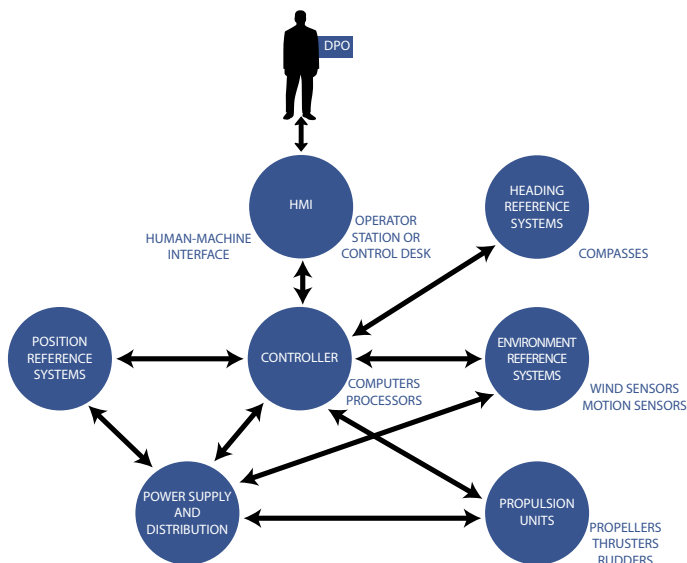 DPO
HMI
HUMAN-MACHINE
INTERFACE
OPERATOR
STATION OR
CONTROL DESK
HEADING
REFERENCE
SYSTEMS
COMPASSES
POSITION
REFERENCE
SYSTEMS
CONTROLLER
COMPUTERS
PROCESSORS
ENVIRONMENT
REFERENCE
SYSTEMS
WIND SENSORS
MOTION SENSORS
POWER SUPPLY
AND
DISTRIBUTION
PROPULSION
UNITS
PROPELLERS
THRUSTERS
RUDDERS